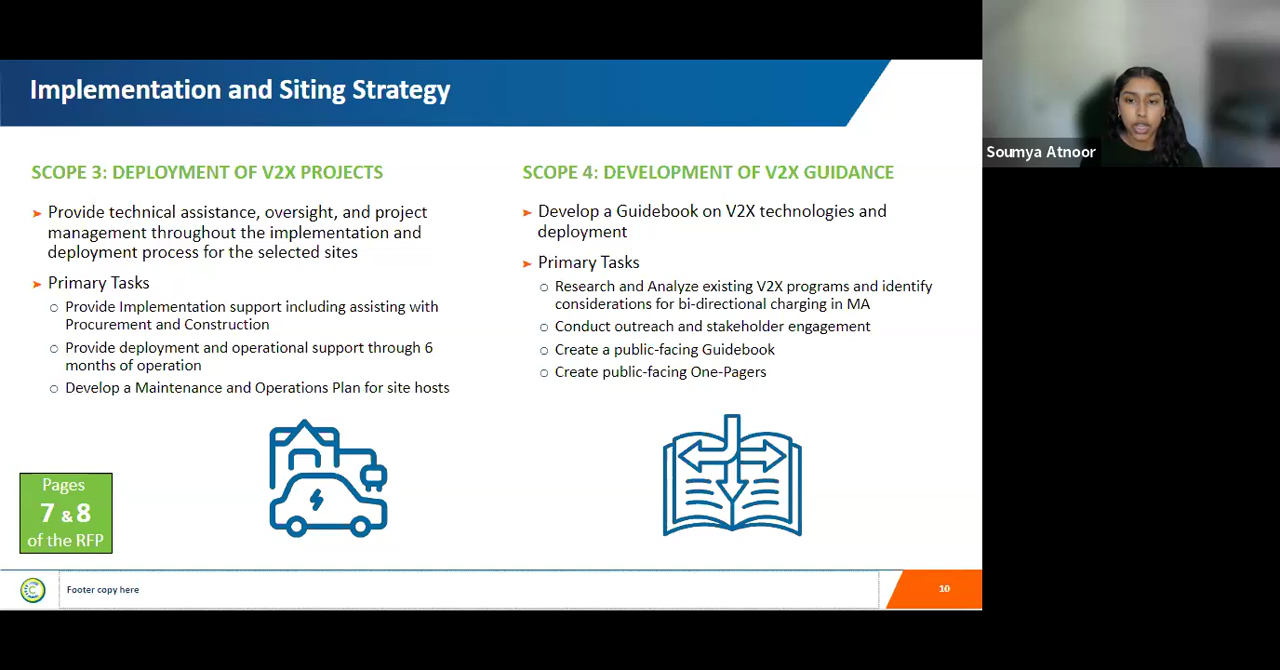 Implementation and Siting Strategy
Soumya Atnoor
SCOPE 3: DEPLOYMENT OF V2X PROJECTS
➤ Provide technical assistance, oversight, and project
management throughout the implementation and
deployment process for the selected sites
➤ Primary Tasks
○ Provide Implementation support including assisting with
Procurement and Construction
○ Provide deployment and operational support through 6
months of operation
○ Develop a Maintenance and Operations Plan for site hosts
SCOPE 4: DEVELOPMENT OF V2X GUIDANCE
➤ Develop a Guidebook on V2X technologies and
deployment
➤ Primary Tasks
○ Research and Analyze existing V2X programs and identify
considerations for bi-directional charging in MA
○ Conduct outreach and stakeholder engagement
○ Create a public-facing Guidebook
○ Create public-facing One-Pagers
Pages
7 & 8
of the RFP
Footer copy here
10